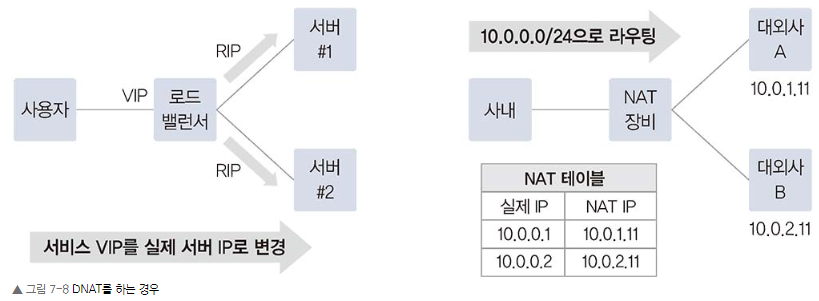 사용자
VIP
로드
밸런서
RIP
RIP
서버
#1
서버
#2
서비스 VIP를 실제 서버 IP로 변경
10.0.0.0/24으로 라우팅
사내
NAT
장비
대외사
A
10.0.1.11
대외사
B
10.0.2.11
NAT 테이블
실제 IP NAT IP
10.0.0.1 10.0.1.11
10.0.0.2 10.0.2.11
▲ 그림 7-8 DNAT를 하는 경우